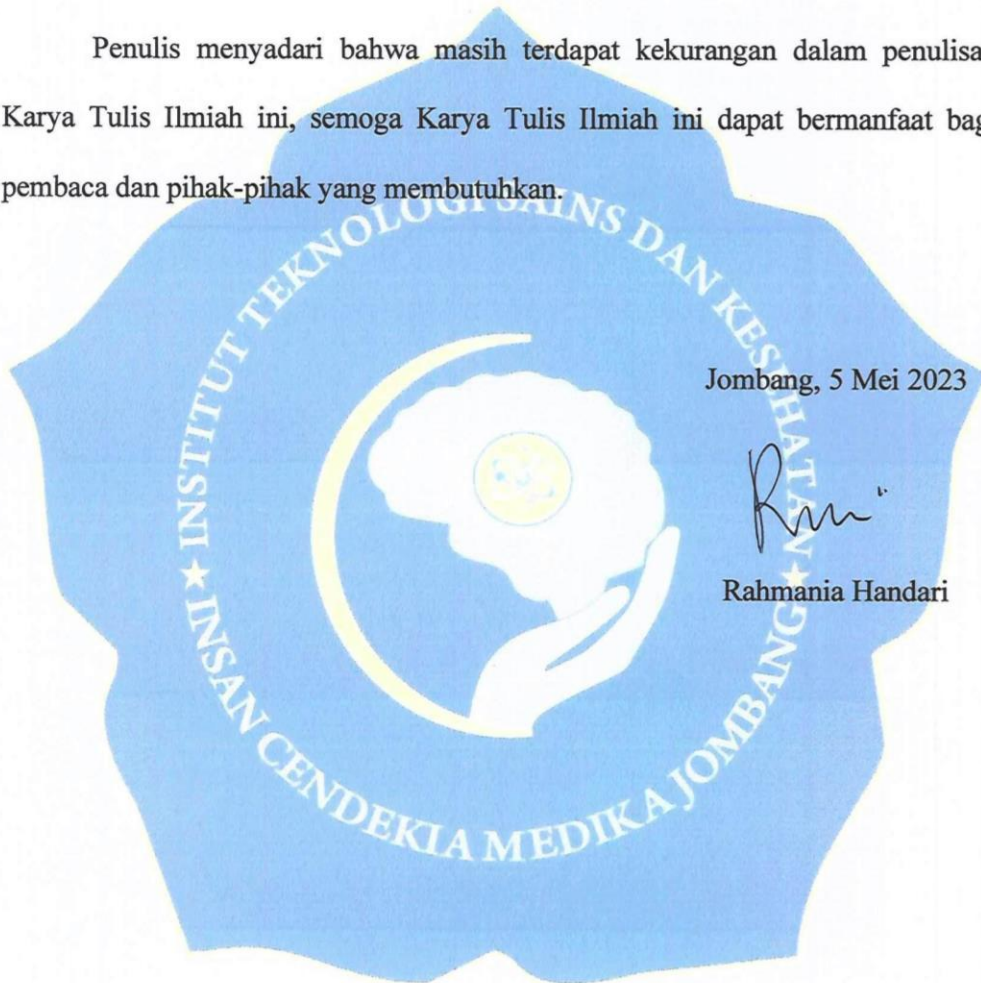 Penulis menyadari bahwa masih terdapat kekurangan dalam penulisa
Karya Tulis Ilmiah ini, semoga Karya Tulis Ilmiah ini dapat bermanfaat bag
pembaca dan pihak-pihak yang membutuhkan.
INSTITUT TEKNOLOGI SAINS DAN KESEHATAN
Jombang, 5 Mei 2023
Rahmania Handari
★ INSAN CENDEKIA MEDIKA JOMBANG ★